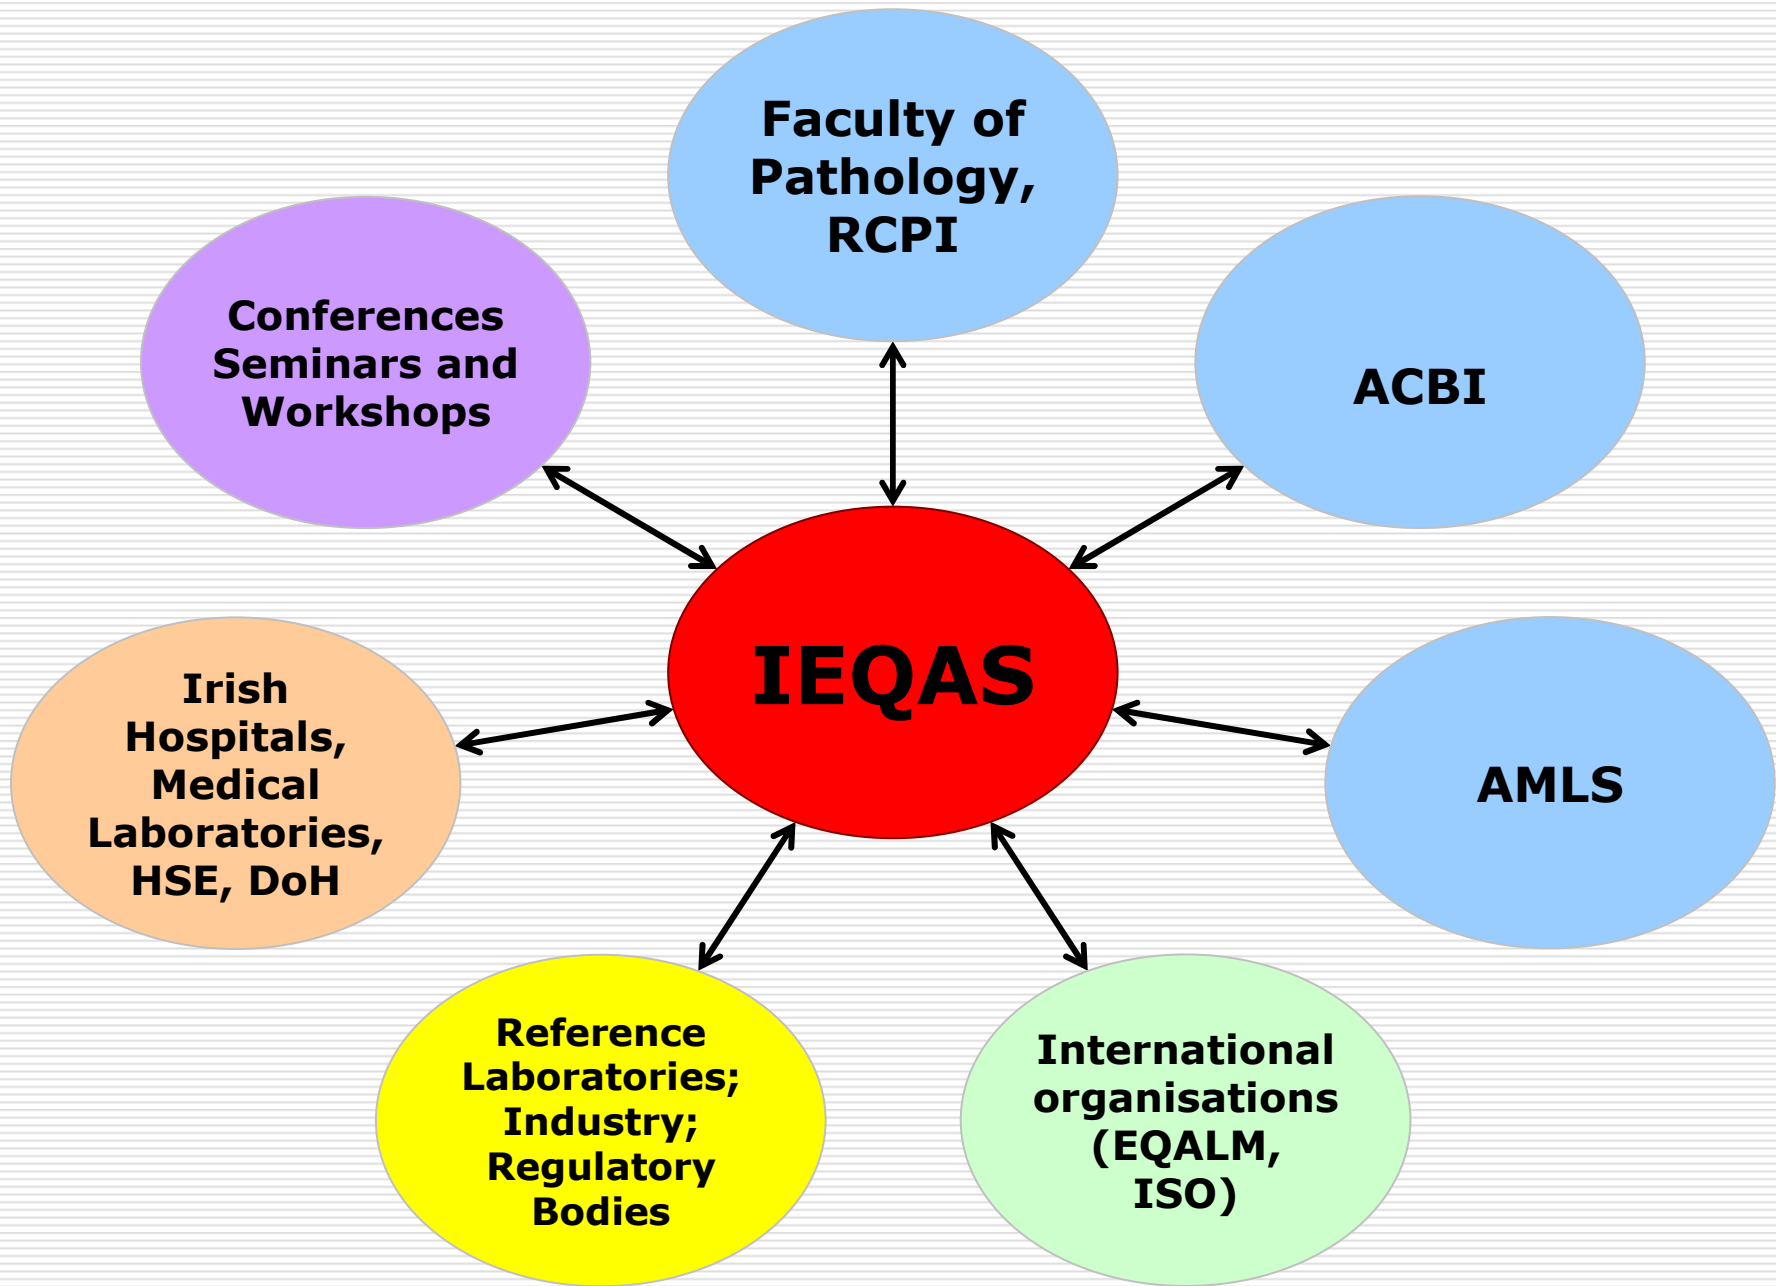 Faculty of
Pathology,
RCPI
Conferences
Seminars and
Workshops
ACBI
IEQAS
Irish
Hospitals,
Medical
Laboratories,
HSE, DoH
AMLS
Reference
Laboratories;
Industry;
Regulatory
Bodies
International
organisations
(EQALM,
ISO)